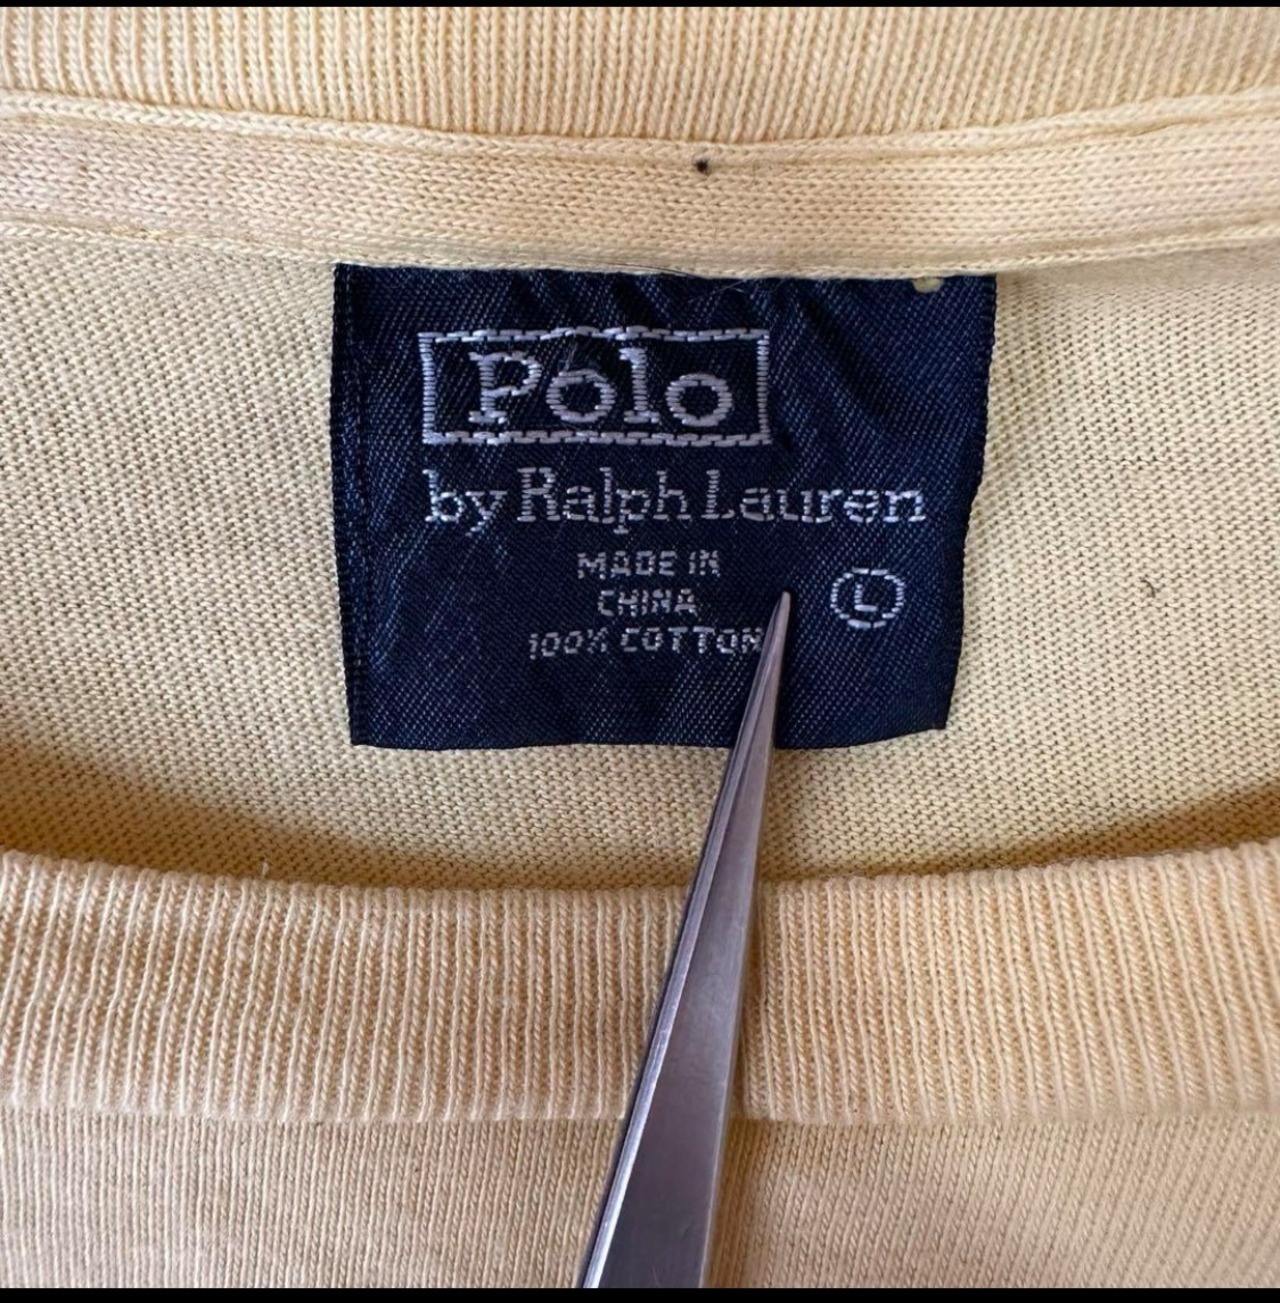 Polo
by Ralph Lauren
MADE IN
CHINA
L
100% COTTON